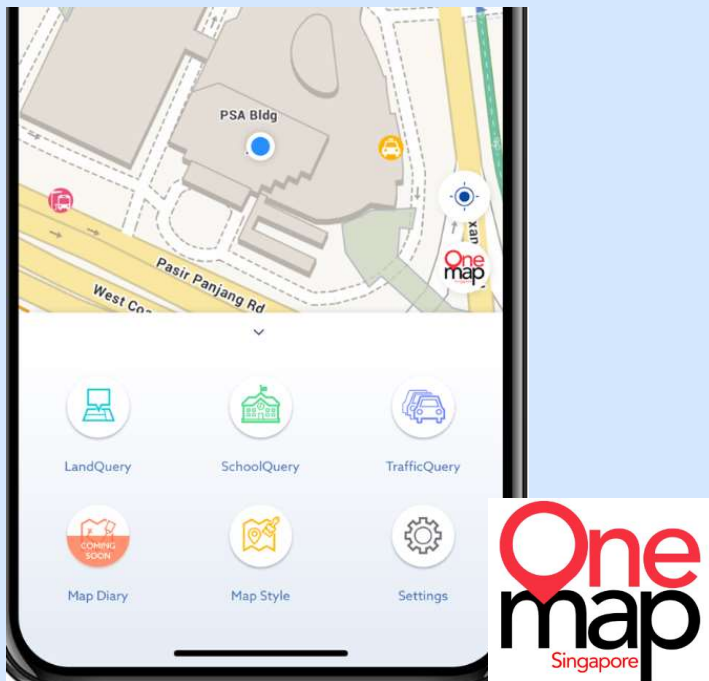 PSA Bldg
One
map
Pasir Panjang Rd
West Coa
xan
LandQuery
SchoolQuery
TrafficQuery
COMING
SOON
Map Diary
Map Style
Settings
One
map
Singapore